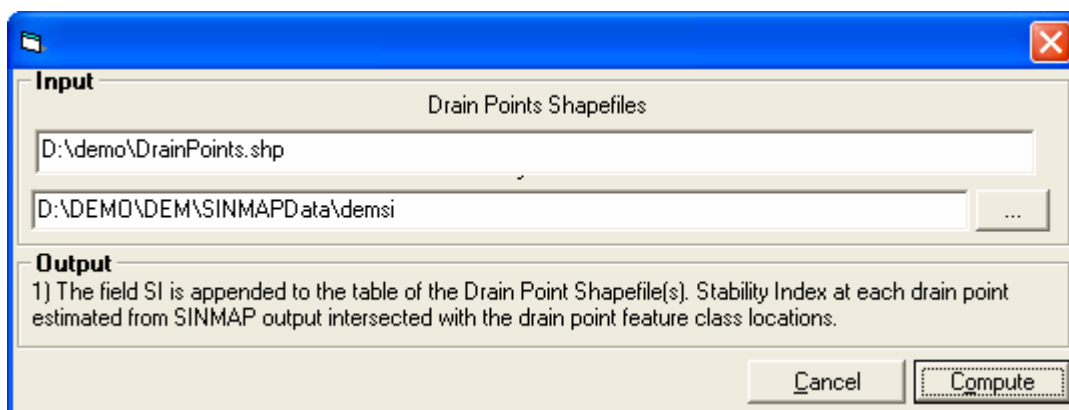 Input
Drain Points Shapefiles
D:\demo\DrainPoints.shp
D:\DEMO\DEM\SINMAPData\demsi
...
Output
1) The field SI is appended to the table of the Drain Point Shapefile(s). Stability Index at each drain point
estimated from SINMAP output intersected with the drain point feature class locations.
Cancel
Compute